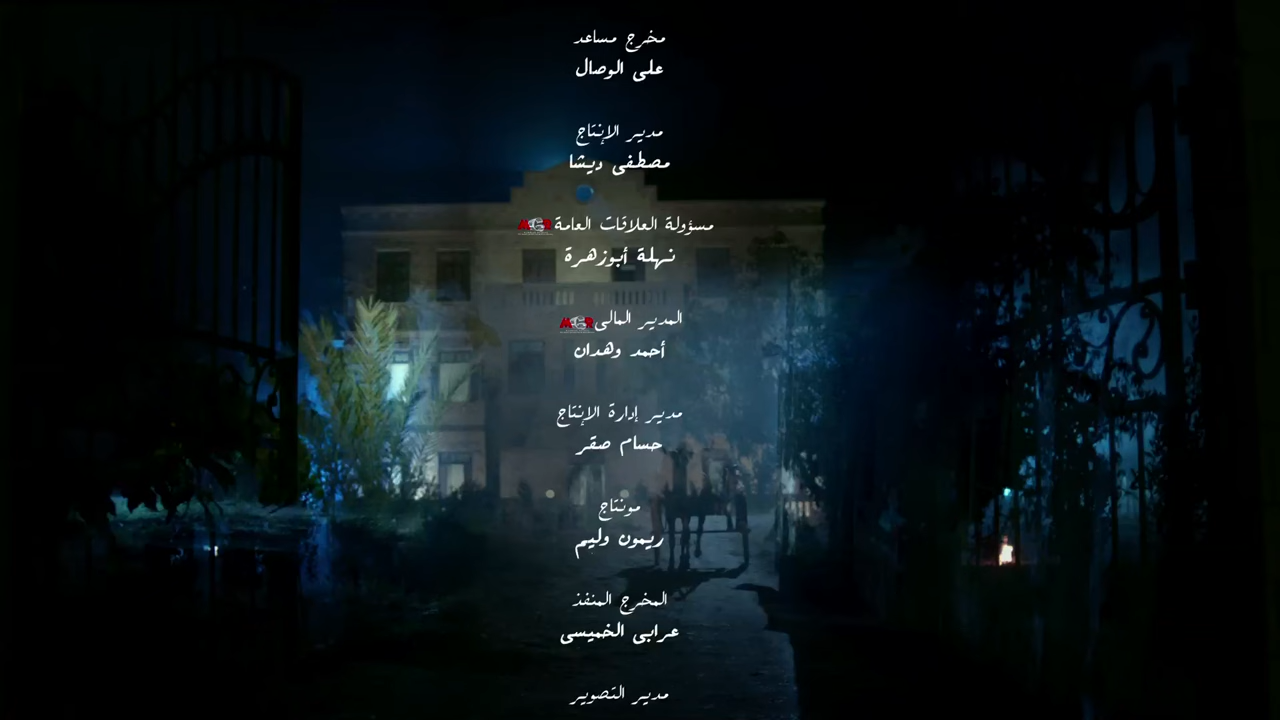 مخرج مساعد
على الوصال
مدير الإنتاج
مصطفى ديشا
مسؤولة العلاقات العامة
نهلة أبوزهرة
المدير المالى
أحمد وهدان
مدير إدارة الإنتاج
حسام صقر
مونتاج
ريمون وليم
المخرج المنفذ
عرابى الخميسى
مدير التصوير